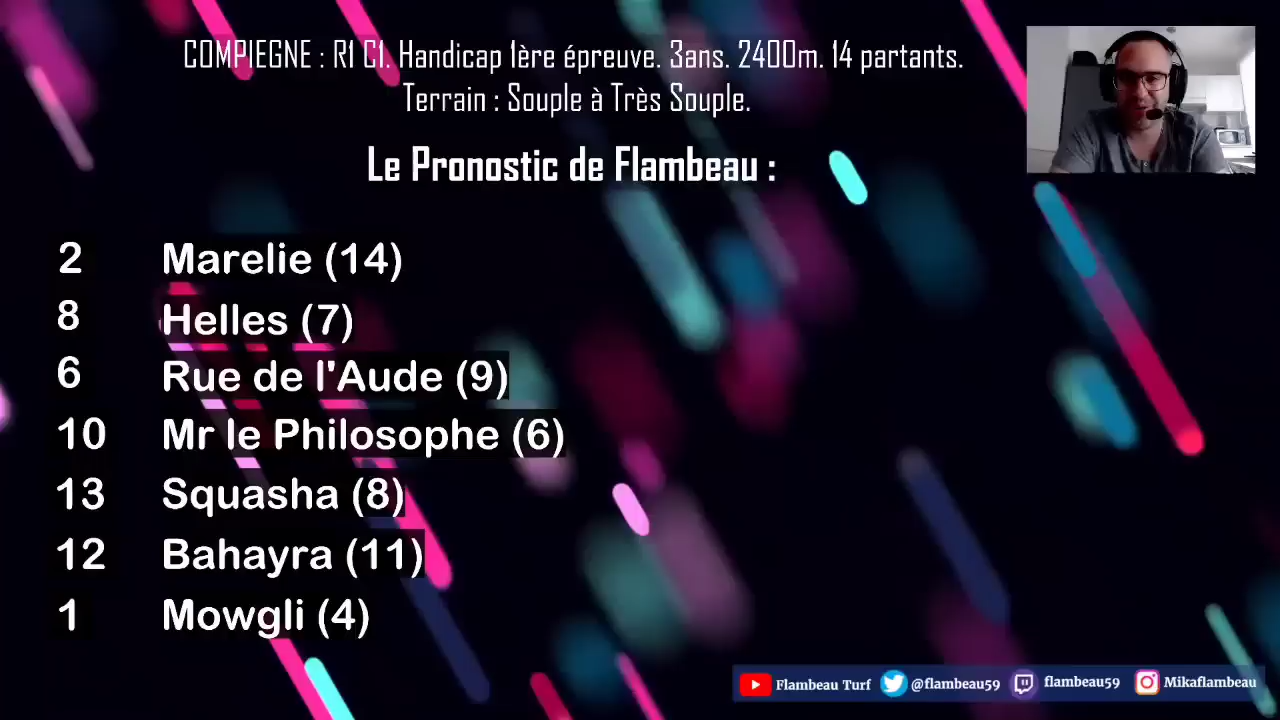 COMPIEGNE : R1 C1. Handicap 1ère épreuve. 3ans. 2400m. 14 partants.
Terrain : Souple à Très Souple.
Le Pronostic de Flambeau :
2 Marelie (14)
8 Helles (7)
6 Rue de l'Aude (9)
10 Mr le Philosophe (6)
13 Squasha (8)
12 Bahayra (11)
1 Mowgli (4)
Flambeau Turf @flambeau59 flambeau59 Mikaflambeau